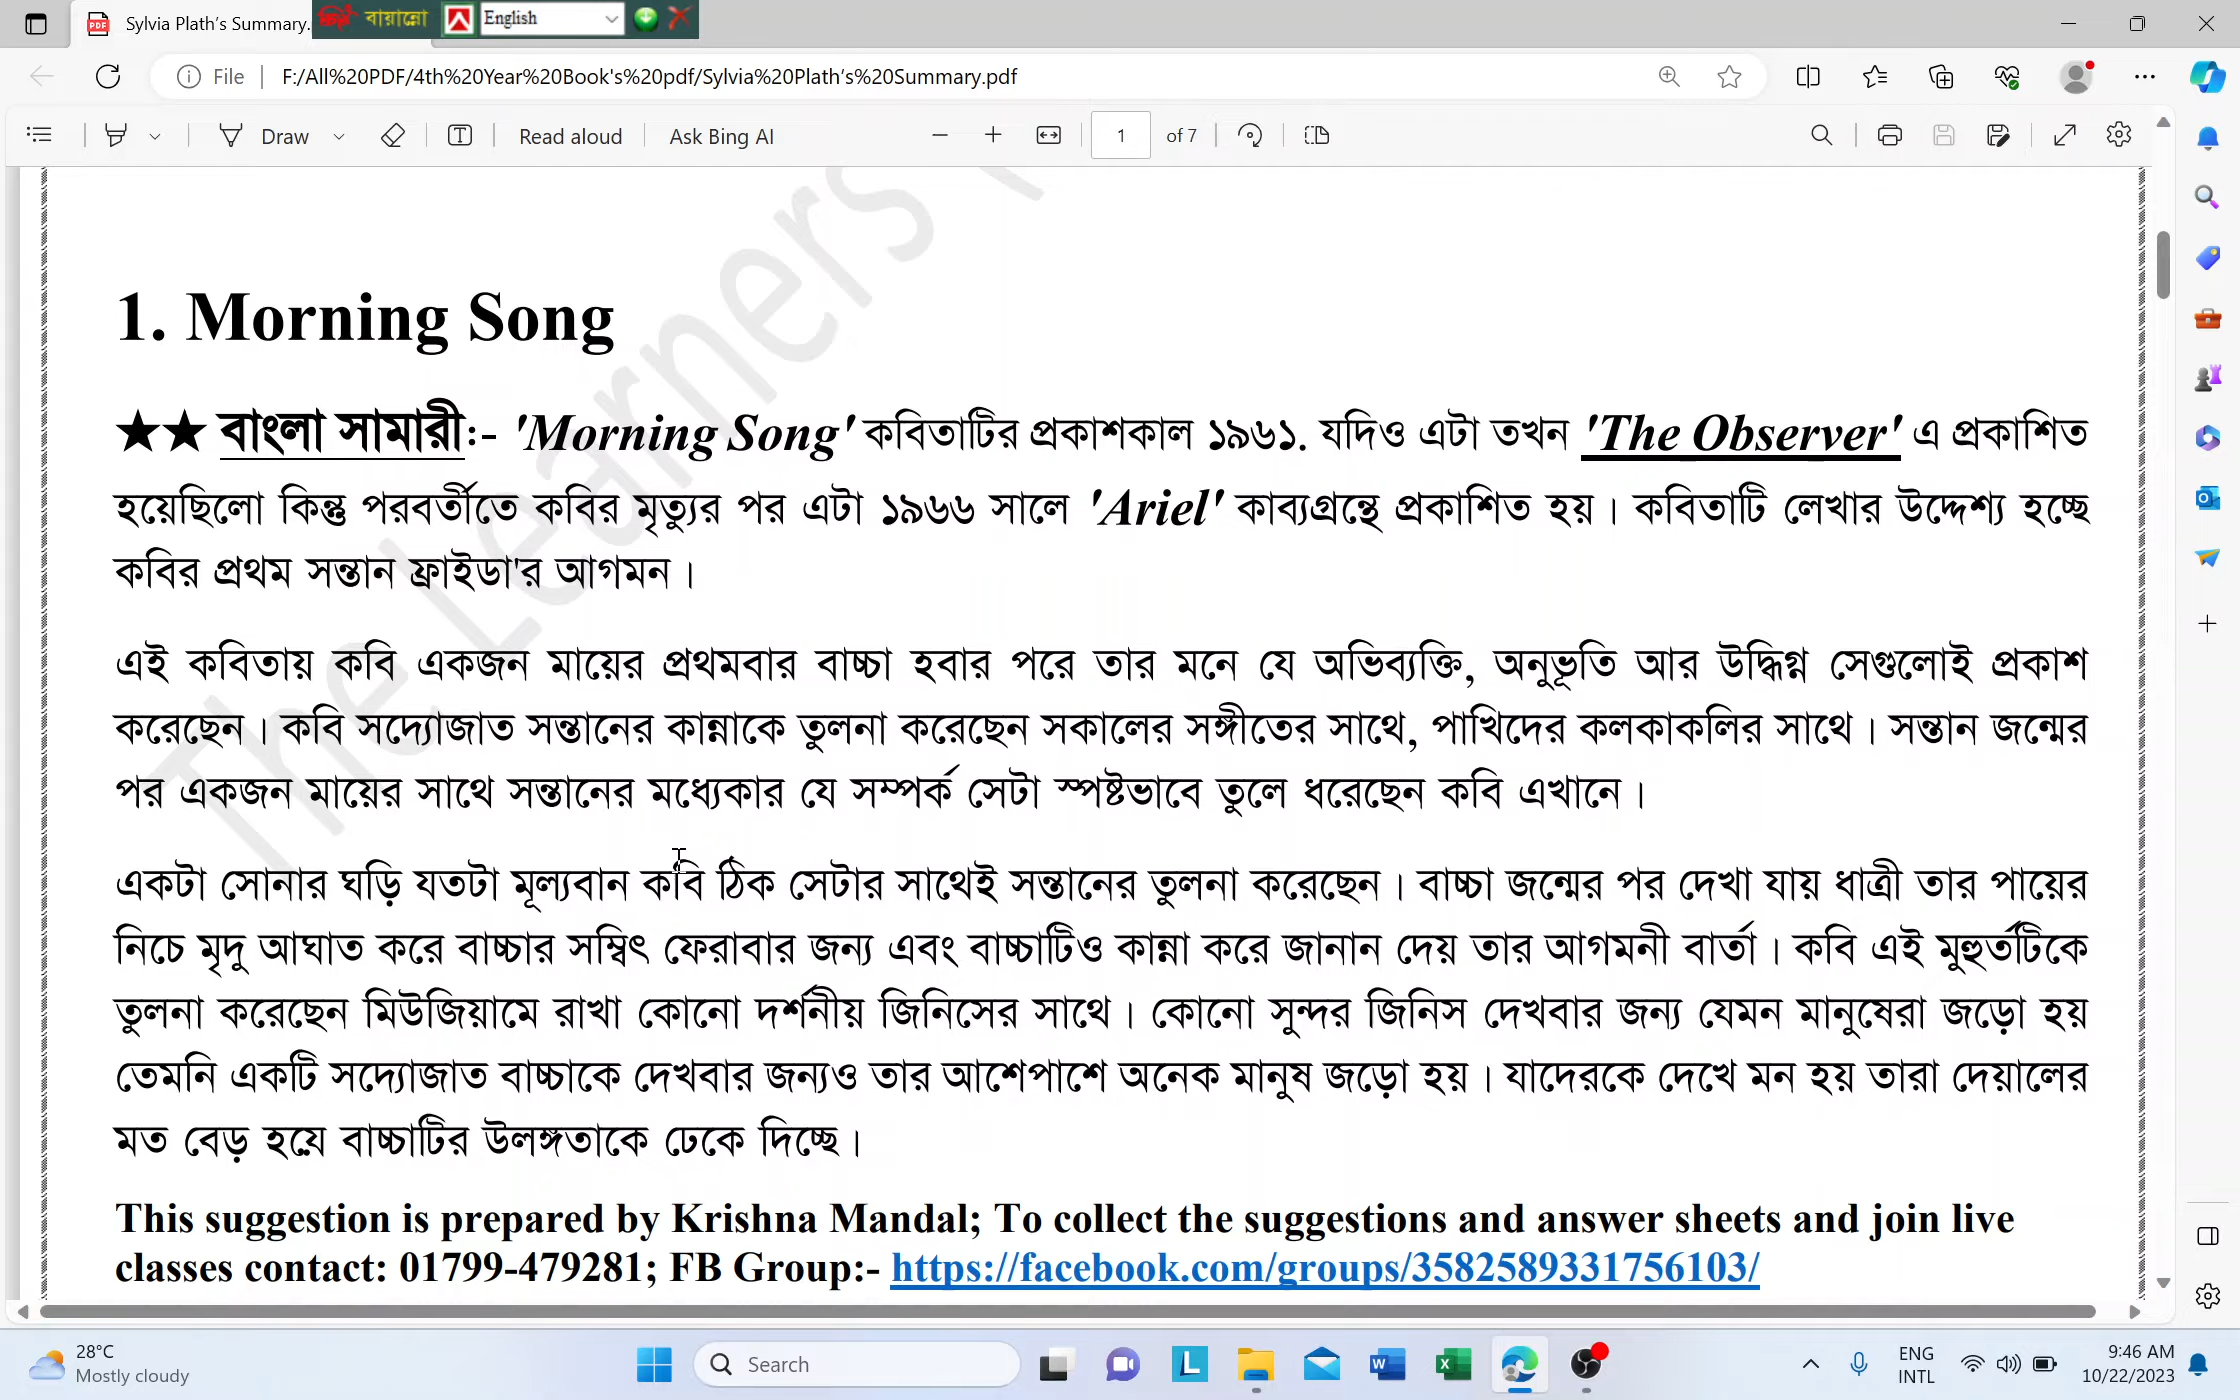 Sylvia Plath’s Summary.
বায়ান্নো
English
File
F:/All%20PDF/4th%20Year%20Book's%20pdf/Sylvia%20Plath’s%20Summary.pdf
Draw
Read aloud
Ask Bing AI
1 of 7
The Learners
1. Morning Song
★★ বাংলা সামারী:- 'Morning Song' কবিতাটির প্রকাশকাল ১৯৬১. যদিও এটা তখন 'The Observer' এ প্রকাশিত
হয়েছিলো কিন্তু পরবর্তীতে কবির মৃত্যুর পর এটা ১৯৬৬ সালে 'Ariel' কাব্যগ্রন্থে প্রকাশিত হয়। কবিতাটি লেখার উদ্দেশ্য হচ্ছে
কবির প্রথম সন্তান ফ্রাইডা'র আগমন।
এই কবিতায় কবি একজন মায়ের প্রথমবার বাচ্চা হবার পরে তার মনে যে অভিব্যক্তি, অনুভূতি আর উদ্ধিগ্ন সেগুলোই প্রকাশ
করেছেন। কবি সদ্যোজাত সন্তানের কান্নাকে তুলনা করেছেন সকালের সঙ্গীতের সাথে, পাখিদের কলকাকলির সাথে। সন্তান জন্মের
পর একজন মায়ের সাথে সন্তানের মধ্যেকার যে সম্পর্ক সেটা স্পষ্টভাবে তুলে ধরেছেন কবি এখানে।
একটা সোনার ঘড়ি যতটা মূল্যবান কবি ঠিক সেটার সাথেই সন্তানের তুলনা করেছেন। বাচ্চা জন্মের পর দেখা যায় ধাত্রী তার পায়ের
নিচে মৃদু আঘাত করে বাচ্চার সম্বিৎ ফেরাবার জন্য এবং বাচ্চাটিও কান্না করে জানান দেয় তার আগমনী বার্তা। কবি এই মুহুর্তটিকে
তুলনা করেছেন মিউজিয়ামে রাখা কোনো দর্শনীয় জিনিসের সাথে। কোনো সুন্দর জিনিস দেখবার জন্য যেমন মানুষেরা জড়ো হয়
তেমনি একটি সদ্যোজাত বাচ্চাকে দেখবার জন্যও তার আশেপাশে অনেক মানুষ জড়ো হয়। যাদেরকে দেখে মন হয় তারা দেয়ালের
মত বেড় হয়ে বাচ্চাটির উলঙ্গতাকে ঢেকে দিচ্ছে।
This suggestion is prepared by Krishna Mandal; To collect the suggestions and answer sheets and join live
classes contact: 01799-479281; FB Group:- https://facebook.com/groups/3582589331756103/
28°C
Mostly cloudy
Search
ENG
INTL
9:46 AM
10/22/2023